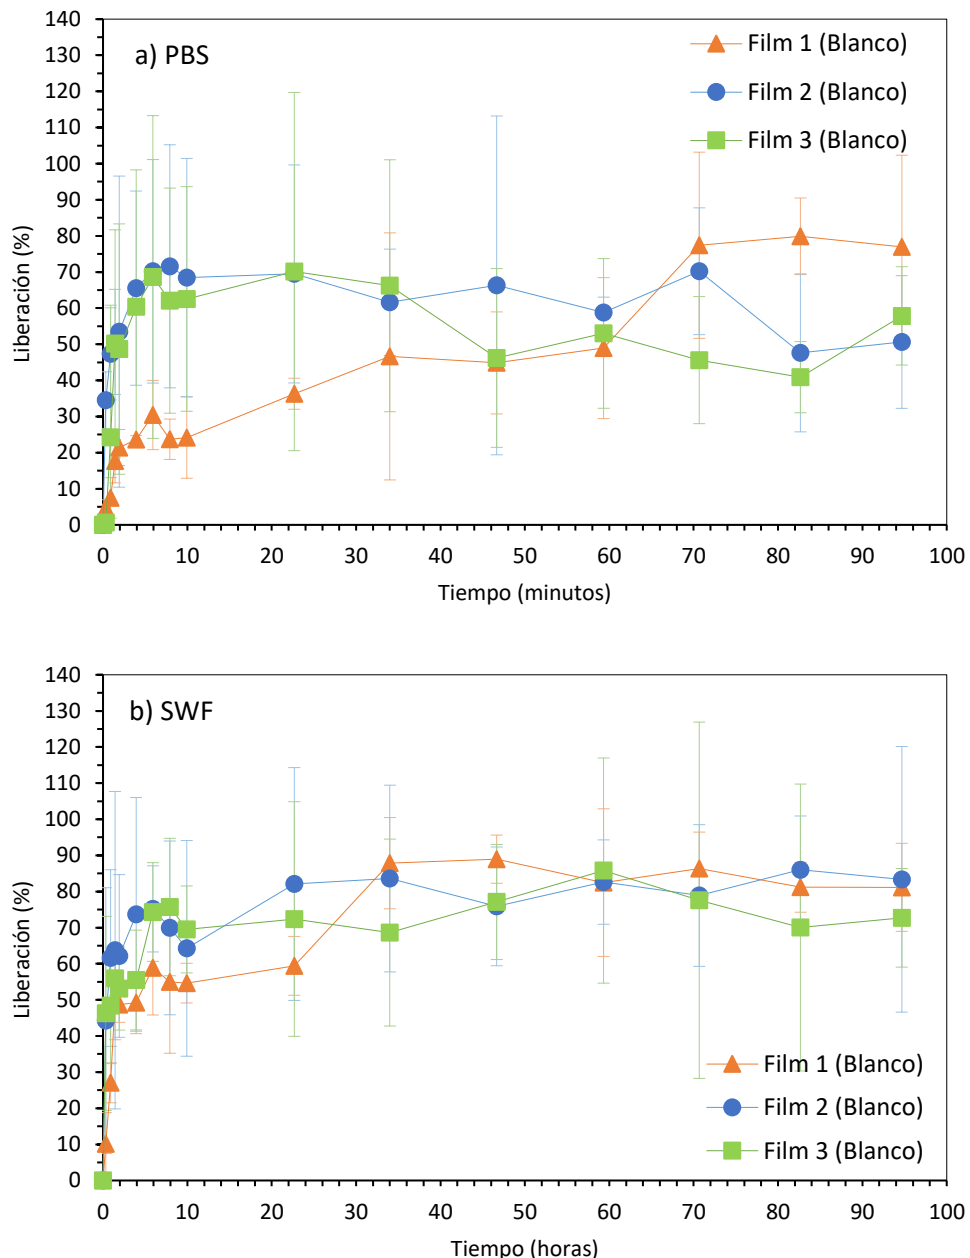 140
130
120
110
100
90
80
70
60
50
40
30
20
10
0
Liberación (%)
a) PBS
Film 1 (Blanco)
Film 2 (Blanco)
Film 3 (Blanco)
0 10 20 30 40 50 60 70 80 90 100
Tiempo (minutos)
140
130
120
110
100
90
80
70
60
50
40
30
20
10
0
Liberación (%)
b) SWF
Film 1 (Blanco)
Film 2 (Blanco)
Film 3 (Blanco)
0 10 20 30 40 50 60 70 80 90 100
Tiempo (horas)